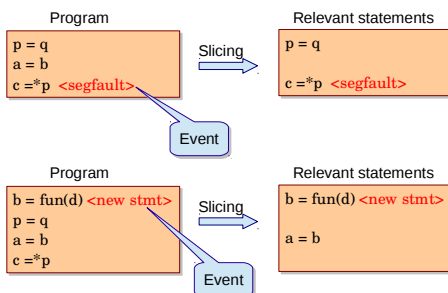 Program
Relevant statements
p = q
a = b
c =*p <segfault>
Slicing
p = q
c =*p <segfault>
Event
Program
Relevant statements
b = fun(d) <new stmt>
p = q
a = b
c =*p
Slicing
b = fun(d) <new stmt>
a = b
Event